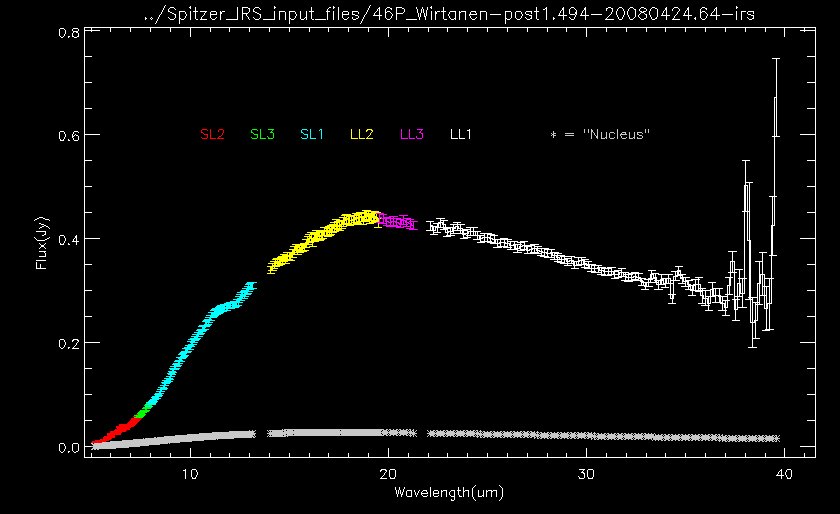 ../Spitzer_IRS_input_files/46P_Wirtanen-post1.494-20080424.64-irs
0.8
SL2 SL3 SL1 LL2 LL3 LL1 * = "Nucleus"
0.6
Flux(Jy)
0.4
0.2
0.0
10 20 30 40
Wavelength(um)